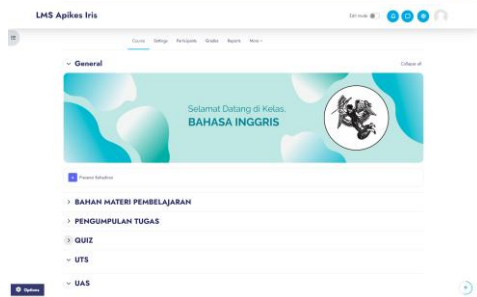 LMS Apikes Iris
Edit mode
Course Settings Participants Grades Reports More
General
Collapse all
Selamat Datang di Kelas,
BAHASA INGGRIS
BAHAN MATERI PEMBELAJARAN
PENGUMPULAN TUGAS
QUIZ
UTS
UAS
Options